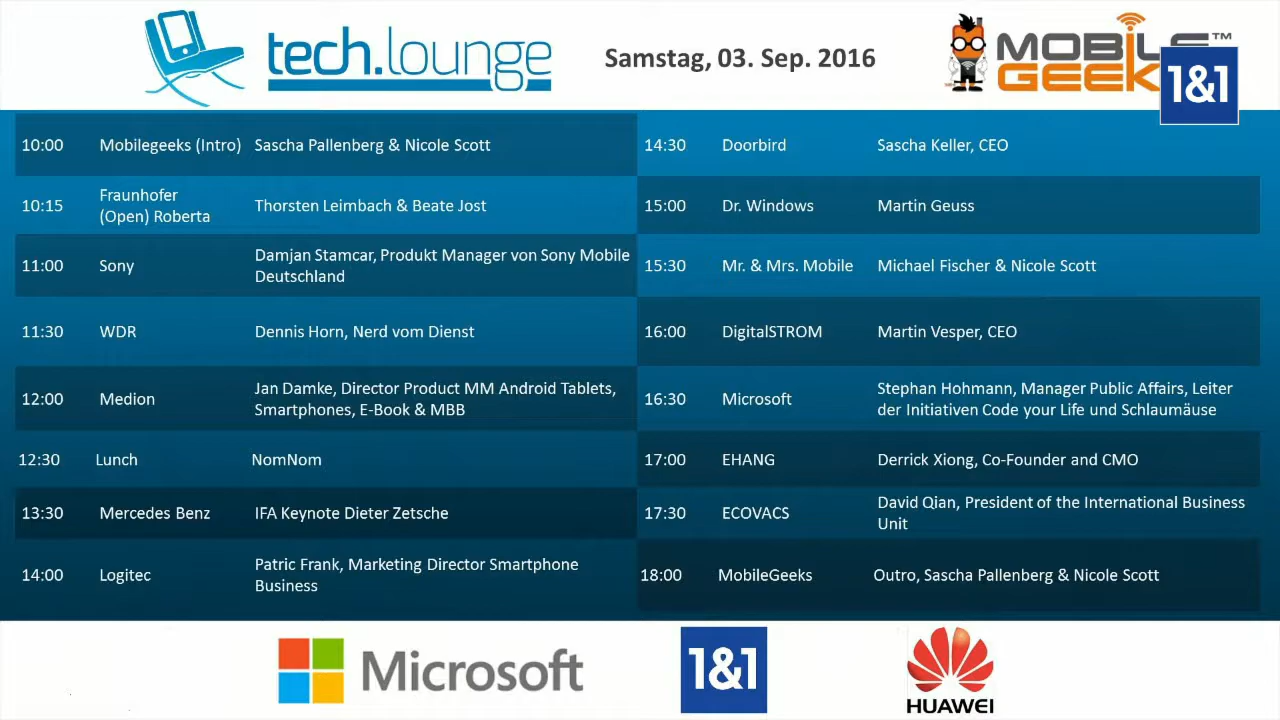 tech.lounge
Samstag, 03. Sep. 2016
MOBILE™
GEEK
1&1
10:00 Mobilegeeks (Intro) Sascha Pallenberg & Nicole Scott
10:15 Fraunhofer
(Open) Roberta Thorsten Leimbach & Beate Jost
11:00 Sony Damjan Stamcar, Produkt Manager von Sony Mobile
Deutschland
11:30 WDR Dennis Horn, Nerd vom Dienst
12:00 Medion Jan Damke, Director Product MM Android Tablets,
Smartphones, E-Book & MBB
12:30 Lunch NomNom
13:30 Mercedes Benz IFA Keynote Dieter Zetsche
14:00 Logitec Patric Frank, Marketing Director Smartphone
Business
14:30 Doorbird Sascha Keller, CEO
15:00 Dr. Windows Martin Geuss
15:30 Mr. & Mrs. Mobile Michael Fischer & Nicole Scott
16:00 DigitalSTROM Martin Vesper, CEO
16:30 Microsoft Stephan Hohmann, Manager Public Affairs, Leiter
der Initiativen Code your Life und Schlaumäuse
17:00 EHANG Derrick Xiong, Co-Founder and CMO
17:30 ECOVACS David Qian, President of the International Business
Unit
18:00 MobileGeeks Outro, Sascha Pallenberg & Nicole Scott
Microsoft
1&1
HUAWEI